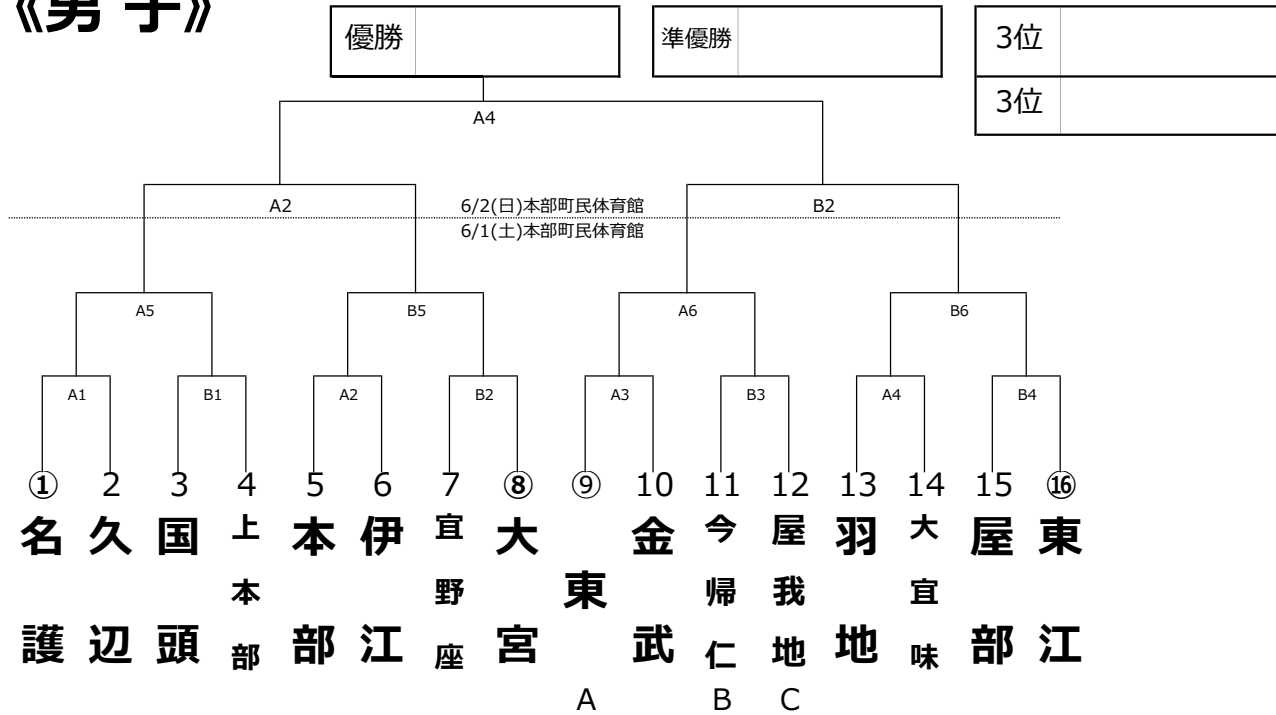 《男 子》
優勝
準優勝
3位
3位
A4
A2
6/2(日)本部町民体育館
B2
6/1(土)本部町民体育館
A5
B5
A6
B6
A1
B1
A2
B2
A3
B3
A4
B4
① 2 3 4 5 6 7 ⑧ ⑨ 10 11 12 13 14 15 ⑯
名護
久辺
国頭
上本部
本部
伊江
宜野座
大宮
東
金武
今帰仁
屋我地
羽地
大宜味
屋部
東江
A B C